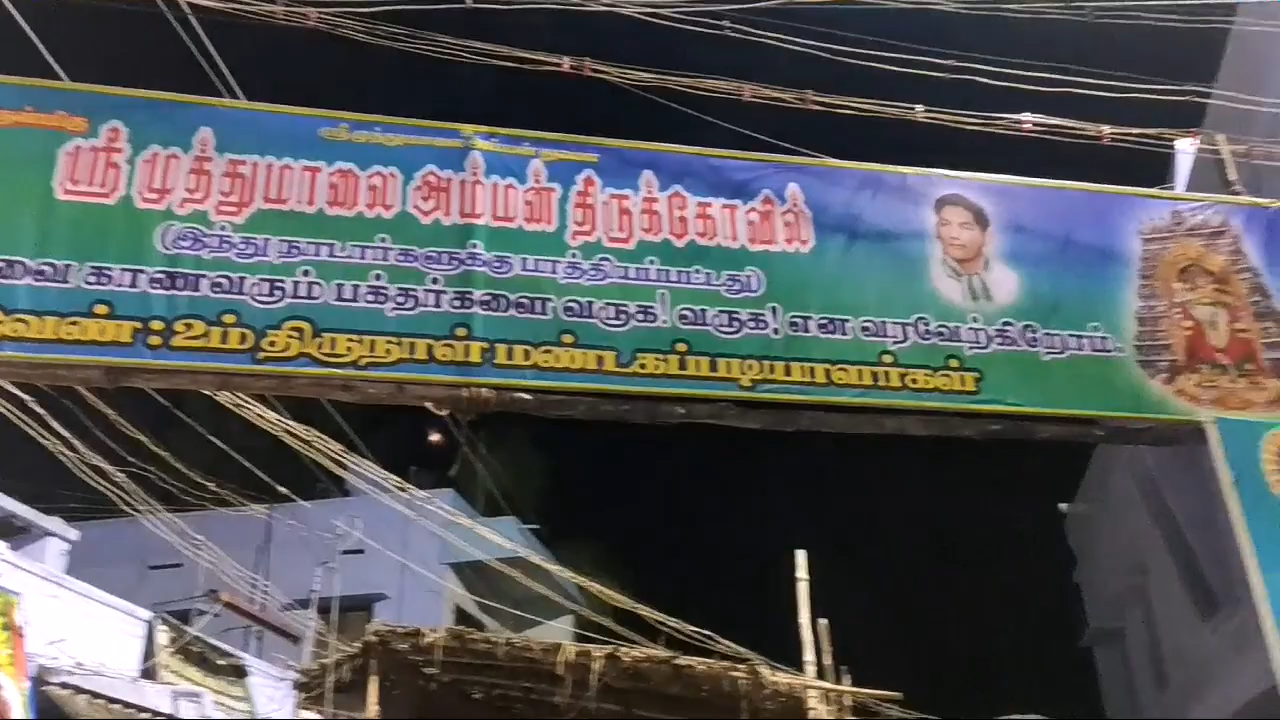 ஸ்ரீ முத்துமாலை அம்மன் திருக்கோவில்
(இந்து நாடார்களுக்கு பாத்தியப்பட்டது)
காணவரும் பக்தர்களை வருக! வருக! என வரவேற்கிறோம்.
2ம் திருநாள் மண்டகப்படியாளர்கள்